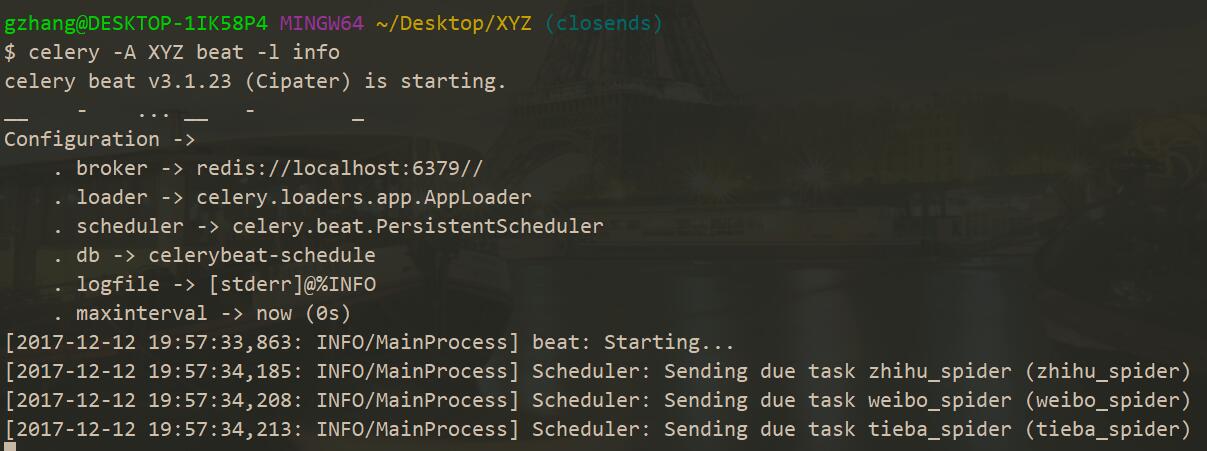 gzhang@DESKTOP-1IK58P4 MINGW64 ~/Desktop/XYZ (closends)
$ celery -A XYZ beat -l info
celery beat v3.1.23 (Cipater) is starting.
__    -    ... __   -        _
Configuration ->
    . broker -> redis://localhost:6379//
    . loader -> celery.loaders.app.AppLoader
    . scheduler -> celery.beat.PersistentScheduler
    . db -> celerybeat-schedule
    . logfile -> [stderr]@%INFO
    . maxinterval -> now (0s)
[2017-12-12 19:57:33,863: INFO/MainProcess] beat: Starting...
[2017-12-12 19:57:34,185: INFO/MainProcess] Scheduler: Sending due task zhihu_spider (zhihu_spider)
[2017-12-12 19:57:34,208: INFO/MainProcess] Scheduler: Sending due task weibo_spider (weibo_spider)
[2017-12-12 19:57:34,213: INFO/MainProcess] Scheduler: Sending due task tieba_spider (tieba_spider)